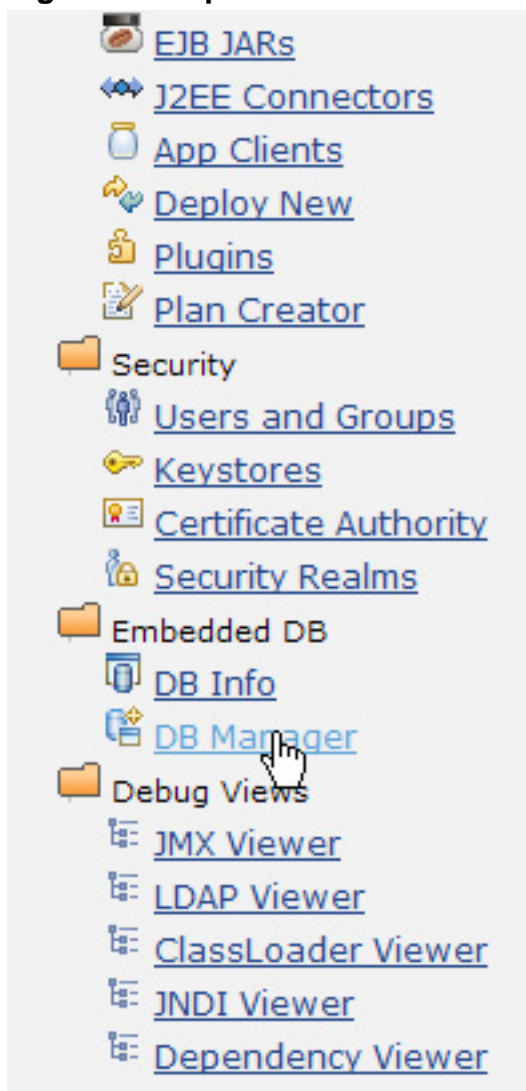 EJB JARs
J2EE Connectors
App Clients
Deploy New
Plugins
Plan Creator
Security
Users and Groups
Keystores
Certificate Authority
Security Realms
Embedded DB
DB Info
DB Manager
Debug Views
JMX Viewer
LDAP Viewer
ClassLoader Viewer
JNDI Viewer
Dependency Viewer